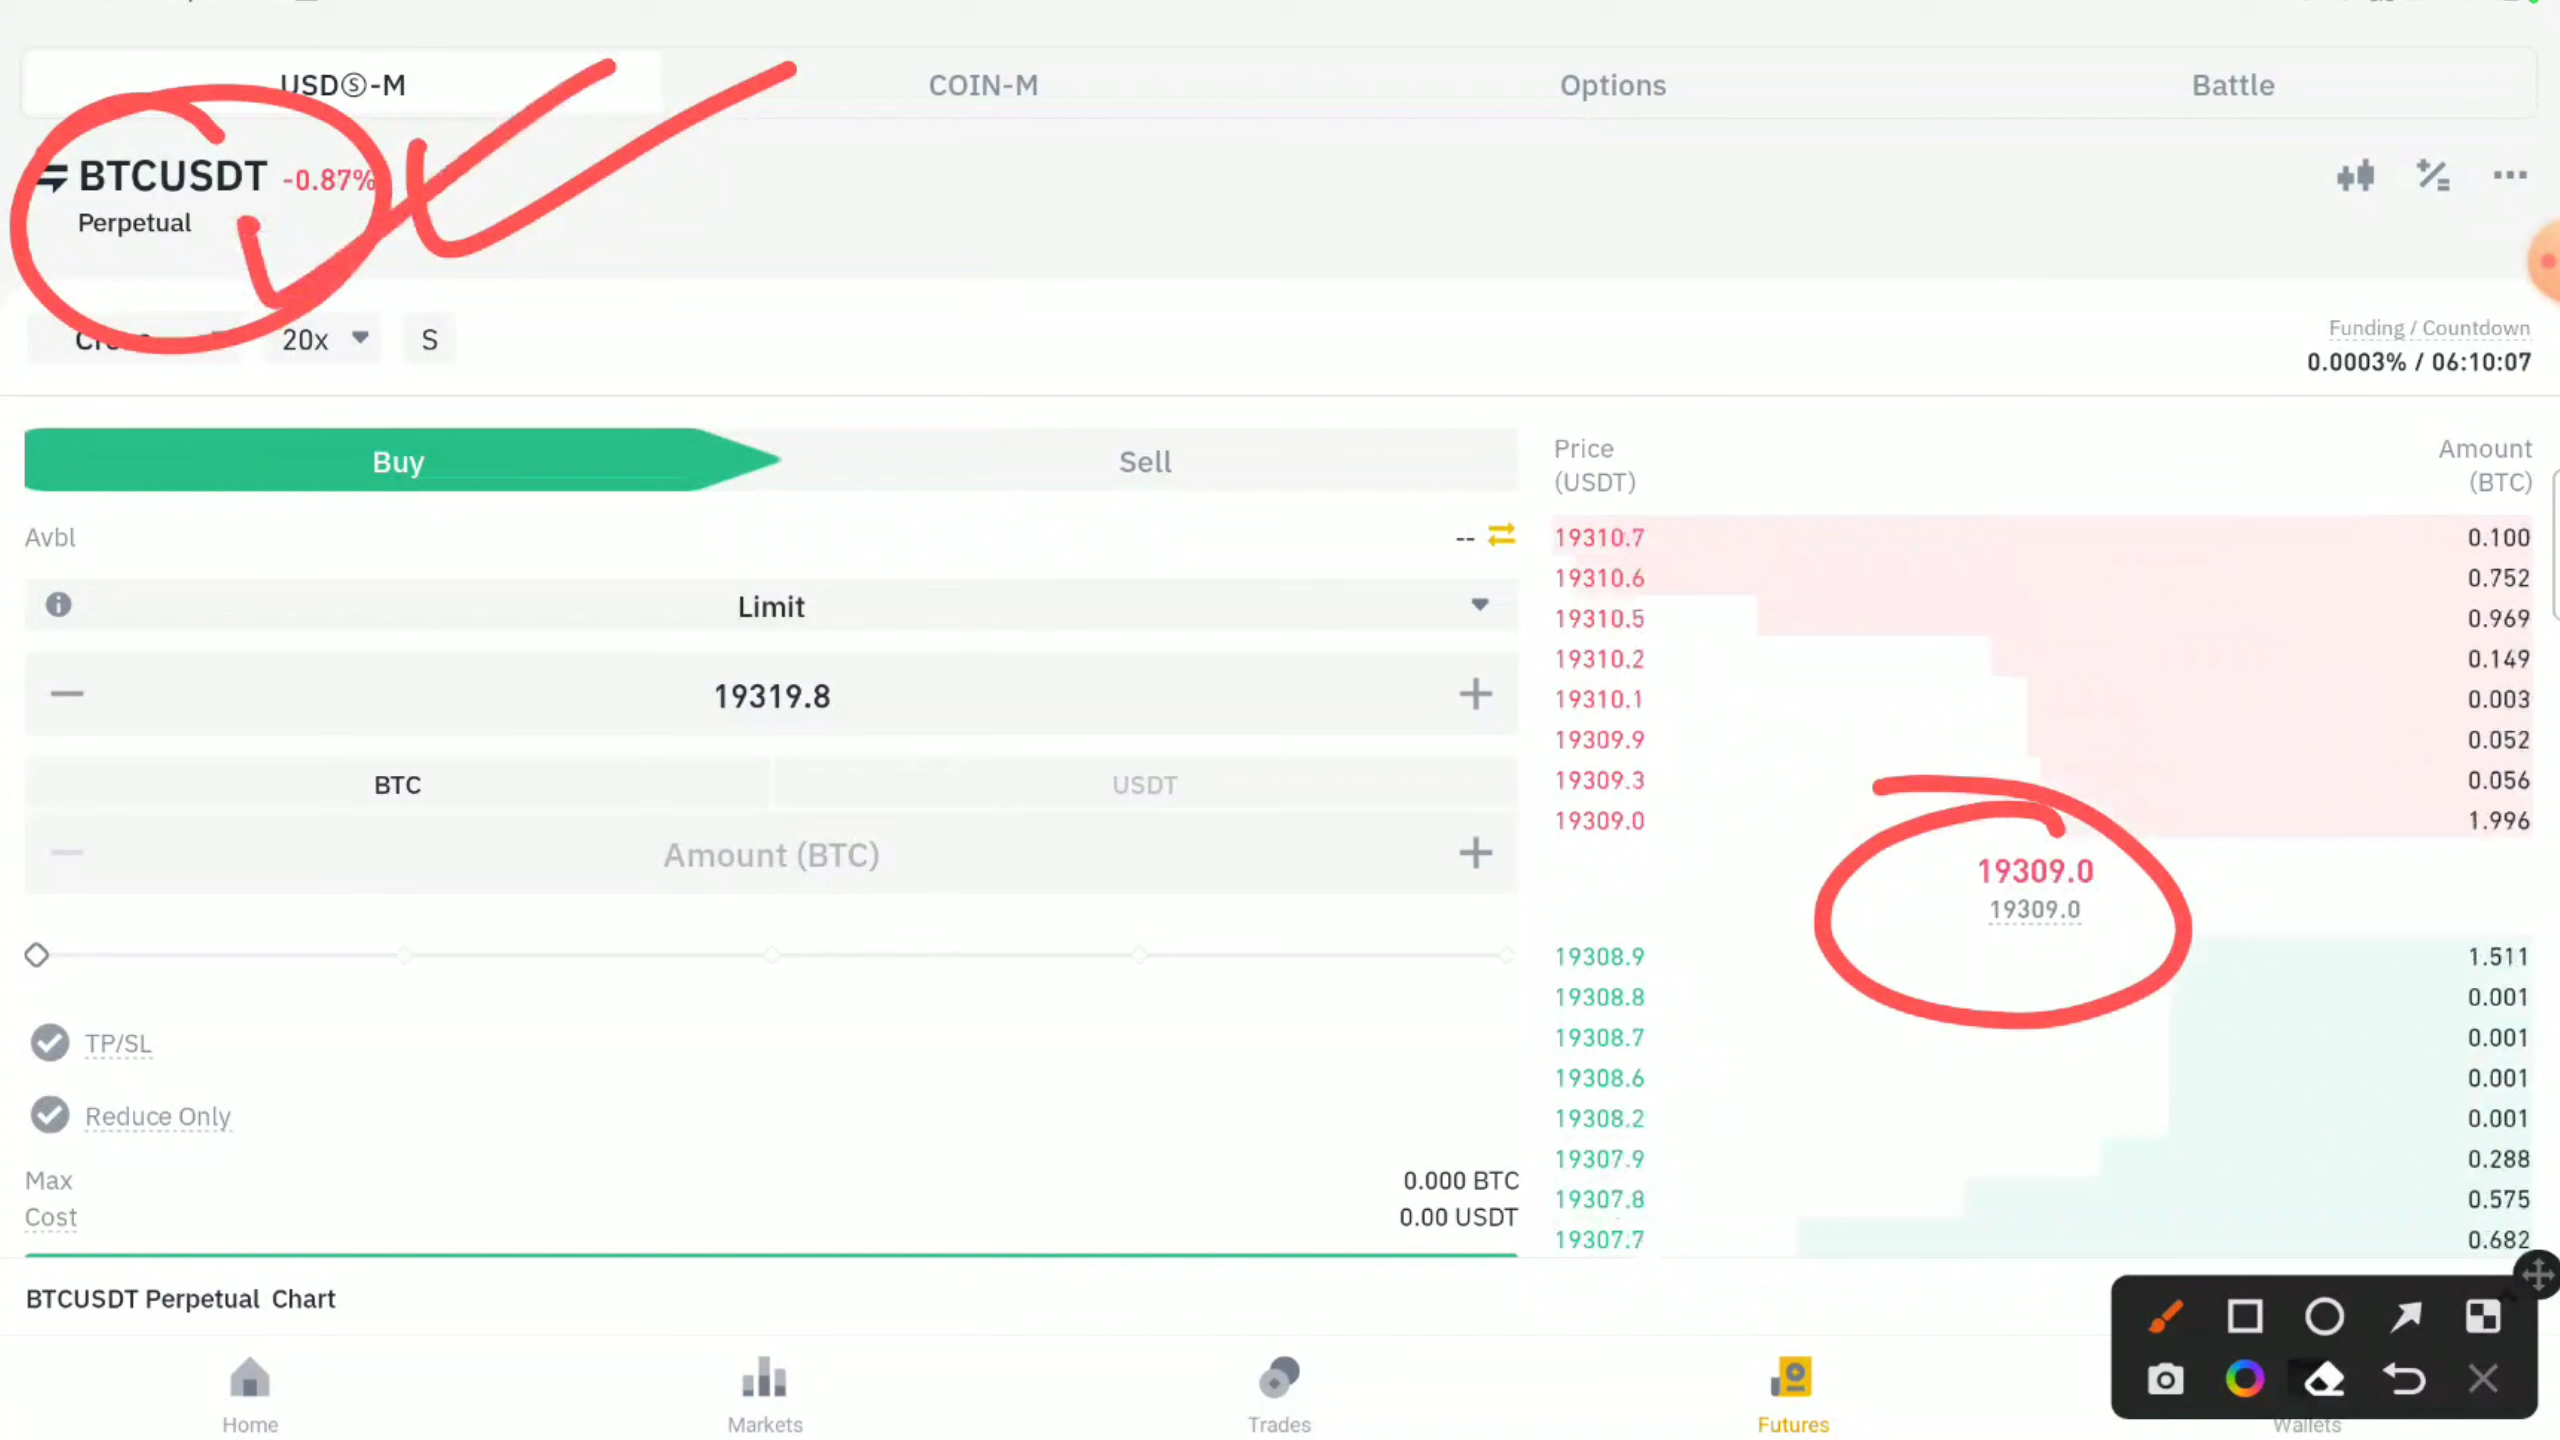 USDⓈ-M COIN-M Options Battle
BTCUSDT -0.87%
Perpetual
20x S
Funding / Countdown
0.0003% / 06:10:07
Buy Sell
Avbl --
Limit
19319.8
BTC USDT
Amount (BTC)
TP/SL
Reduce Only
Max 0.000 BTC
Cost 0.00 USDT
Price Amount
(USDT) (BTC)
19310.7 0.100
19310.6 0.752
19310.5 0.969
19310.2 0.149
19310.1 0.003
19309.9 0.052
19309.3 0.056
19309.0 1.996
19309.0
19309.0
19308.9 1.511
19308.8 0.001
19308.7 0.001
19308.6 0.001
19308.2 0.001
19307.9 0.288
19307.8 0.575
19307.7 0.682
BTCUSDT Perpetual Chart
Home Markets Trades Futures Wallets